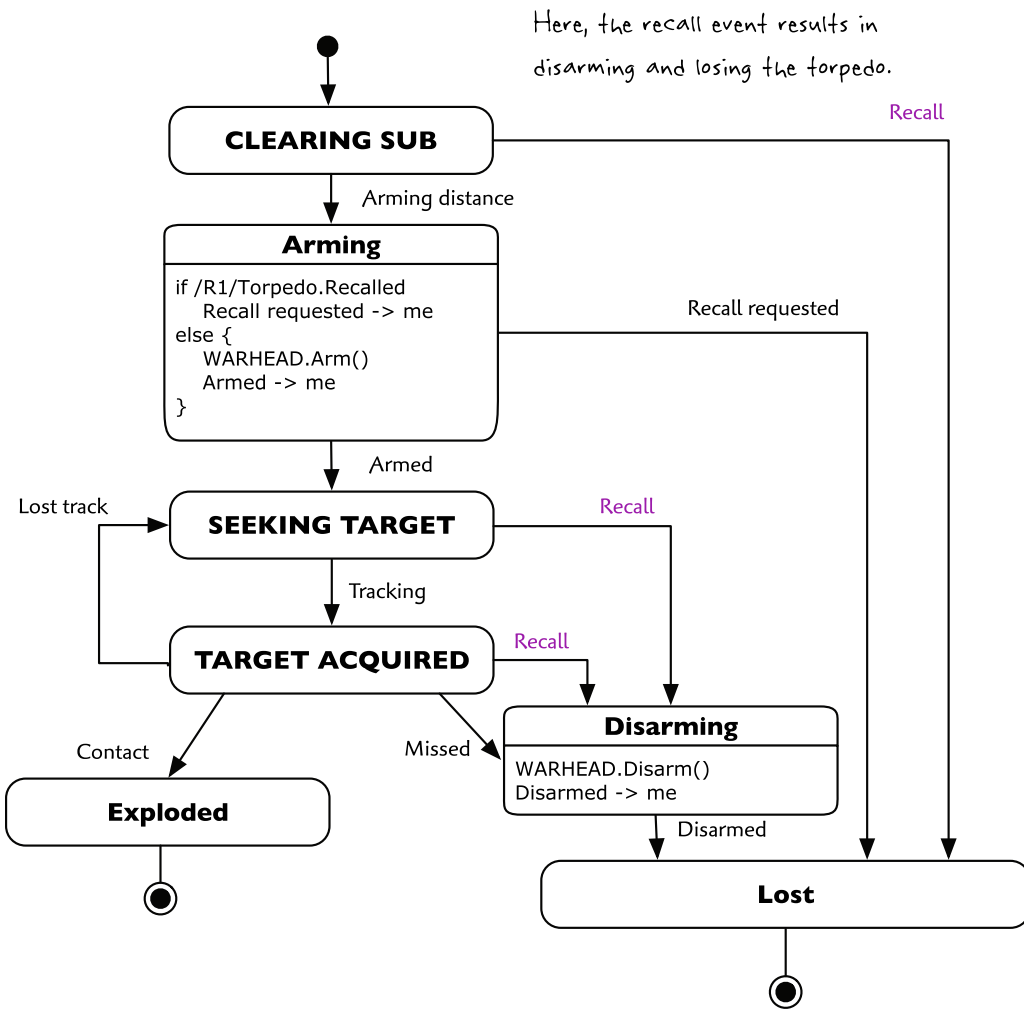 Here, the recall event results in
disarming and losing the torpedo.
Recall
CLEARING SUB
Arming distance
Arming
if /R1/Torpedo.Recalled
Recall requested -> me
else {
WARHEAD.Arm()
Armed -> me
}
Recall requested
Armed
Lost track
SEEKING TARGET
Recall
Tracking
TARGET ACQUIRED
Recall
Contact
Missed
Disarming
WARHEAD.Disarm()
Disarmed -> me
Exploded
Disarmed
Lost